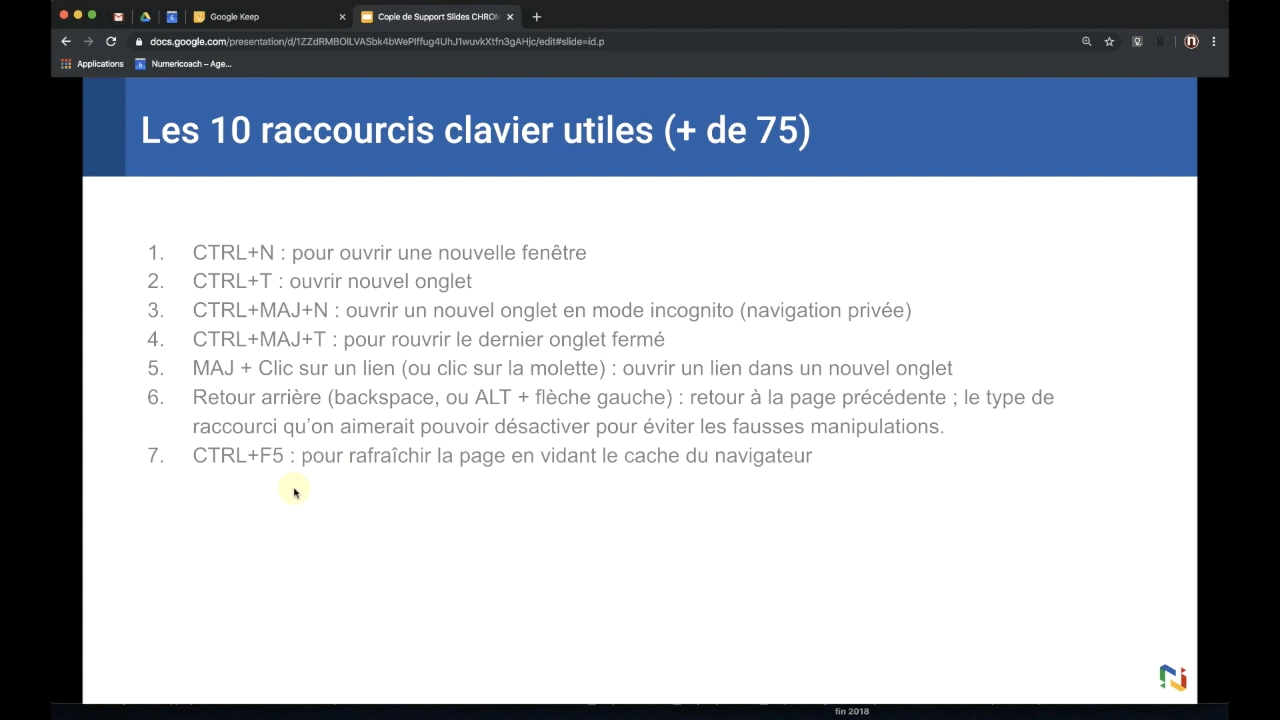 Google Keep
Copie de Support Slides CHROM
docs.google.com/presentation/d/1ZZdRMBOlLVASbk4bWePIffug4UhJ1wuvkXtfn3gAHjc/edit#slide=id.p
Applications
Numericoach – Age...
Les 10 raccourcis clavier utiles (+ de 75)
1. CTRL+N : pour ouvrir une nouvelle fenêtre
2. CTRL+T : ouvrir nouvel onglet
3. CTRL+MAJ+N : ouvrir un nouvel onglet en mode incognito (navigation privée)
4. CTRL+MAJ+T : pour rouvrir le dernier onglet fermé
5. MAJ + Clic sur un lien (ou clic sur la molette) : ouvrir un lien dans un nouvel onglet
6. Retour arrière (backspace, ou ALT + flèche gauche) : retour à la page précédente ; le type de
raccourci qu'on aimerait pouvoir désactiver pour éviter les fausses manipulations.
7. CTRL+F5 : pour rafraîchir la page en vidant le cache du navigateur
fin 2018